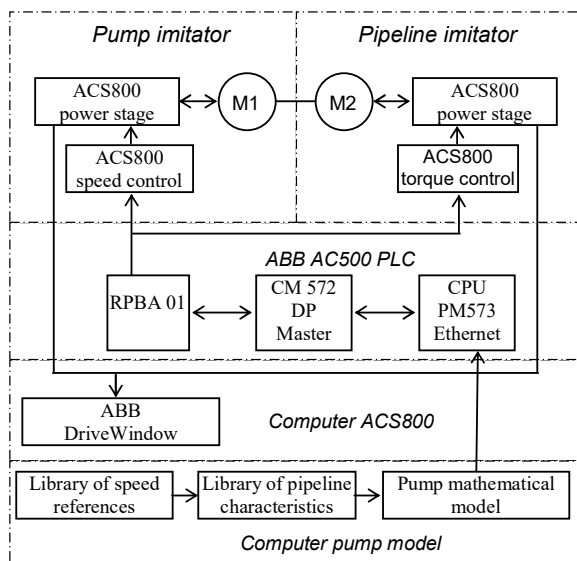 Pump imitator
Pipeline imitator
ACS800
power stage
M1
M2
ACS800
power stage
ACS800
speed control
ACS800
torque control
ABB AC500 PLC
RPBA 01
CM 572
DP
Master
CPU
PM573
Ethernet
ABB
DriveWindow
Computer ACS800
Library of speed
references
Library of pipeline
characteristics
Pump mathematical
model
Computer pump model